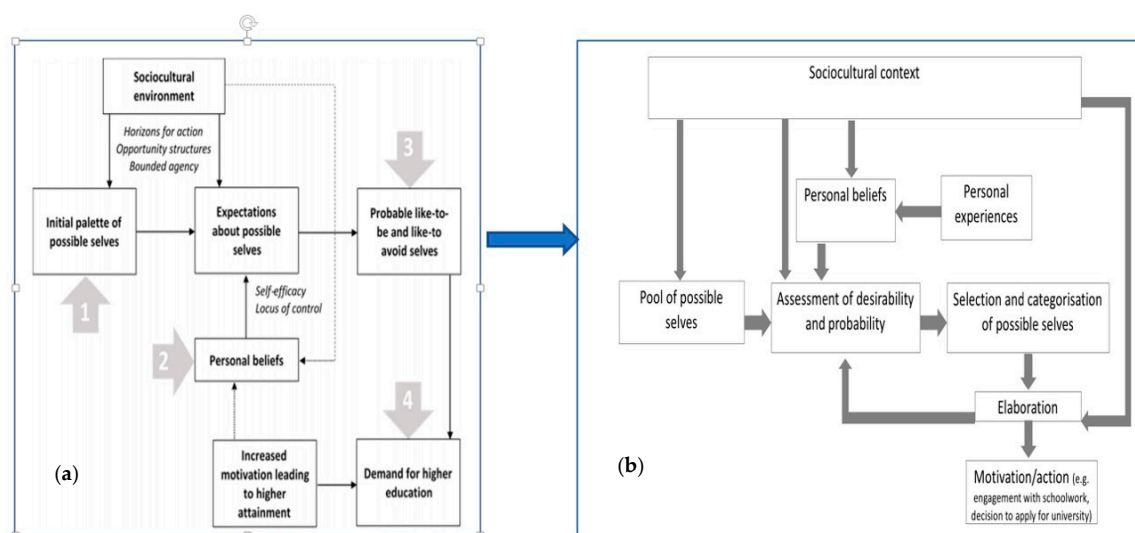 Sociocultural
environment
Horizons for action
Opportunity structures
Bounded agency
3
Initial palette of
possible selves
Expectations
about possible
selves
Probable like-to-
be and like-to
avoid selves
1
Self-efficacy
Locus of control
2
Personal beliefs
4
Increased
motivation leading
to higher
attainment
Demand for higher
education
(a)
Sociocultural context
Personal beliefs
Personal
experiences
Pool of possible
selves
Assessment of desirability
and probability
Selection and categorisation
of possible selves
Elaboration
Motivation/action (e.g.
engagement with schoolwork,
decision to apply for university)
(b)